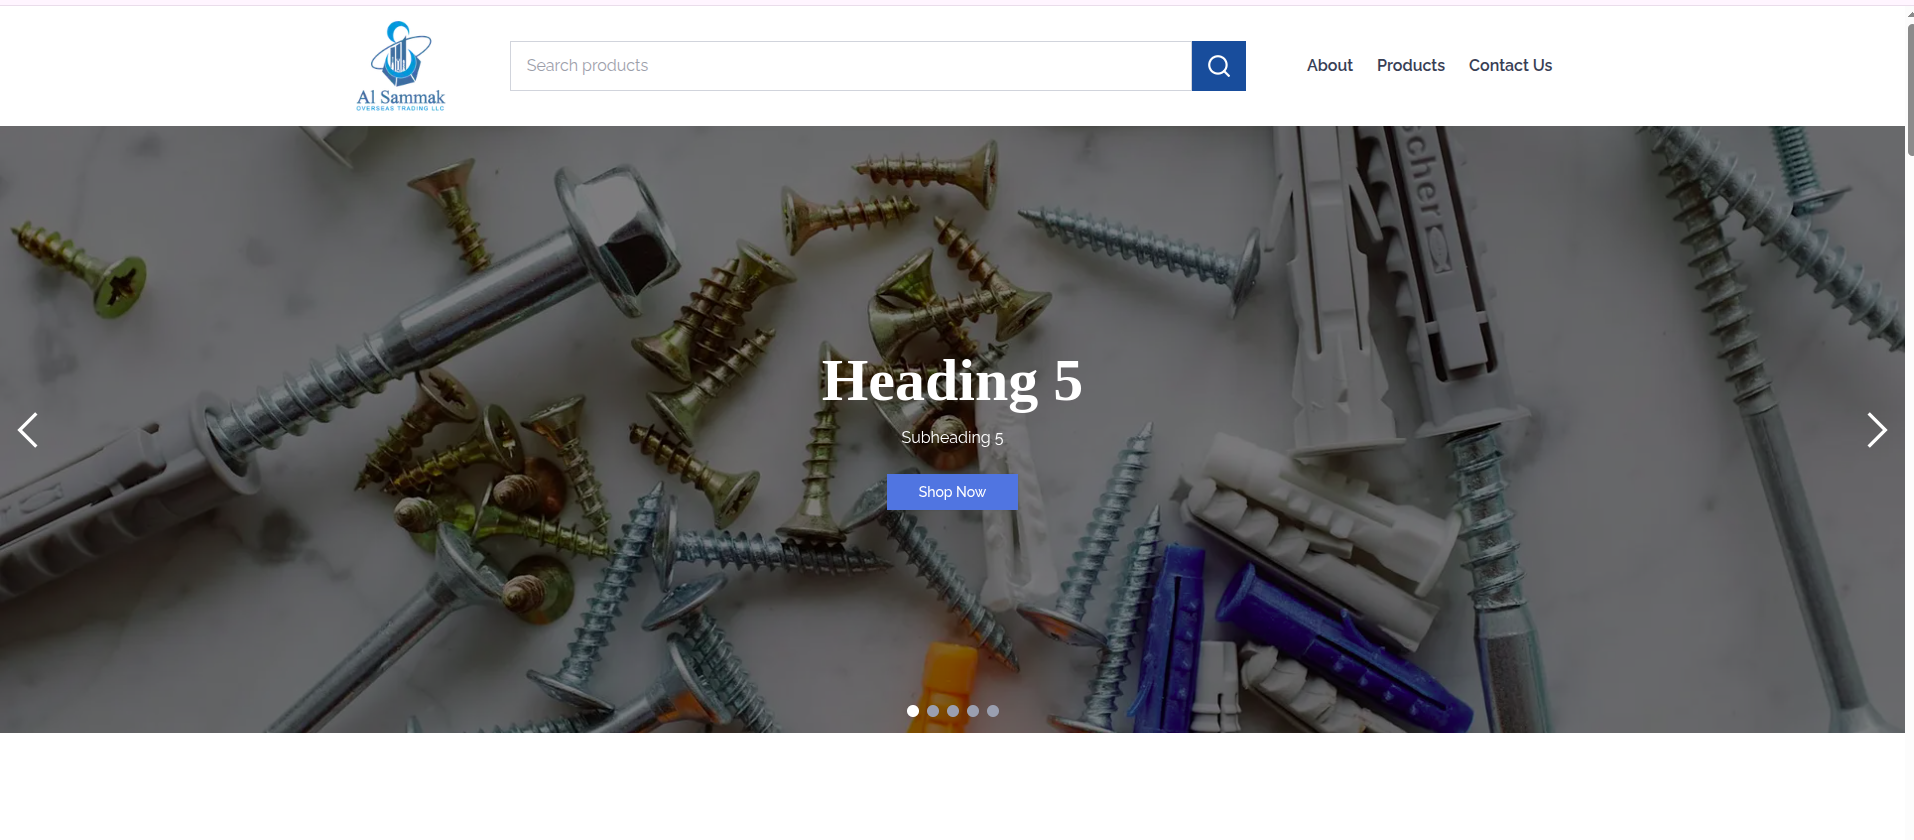 Al Sammak
OVERSEAS TRADING LLC
Search products
About
Products
Contact Us
scher
Heading 5
Subheading 5
Shop Now